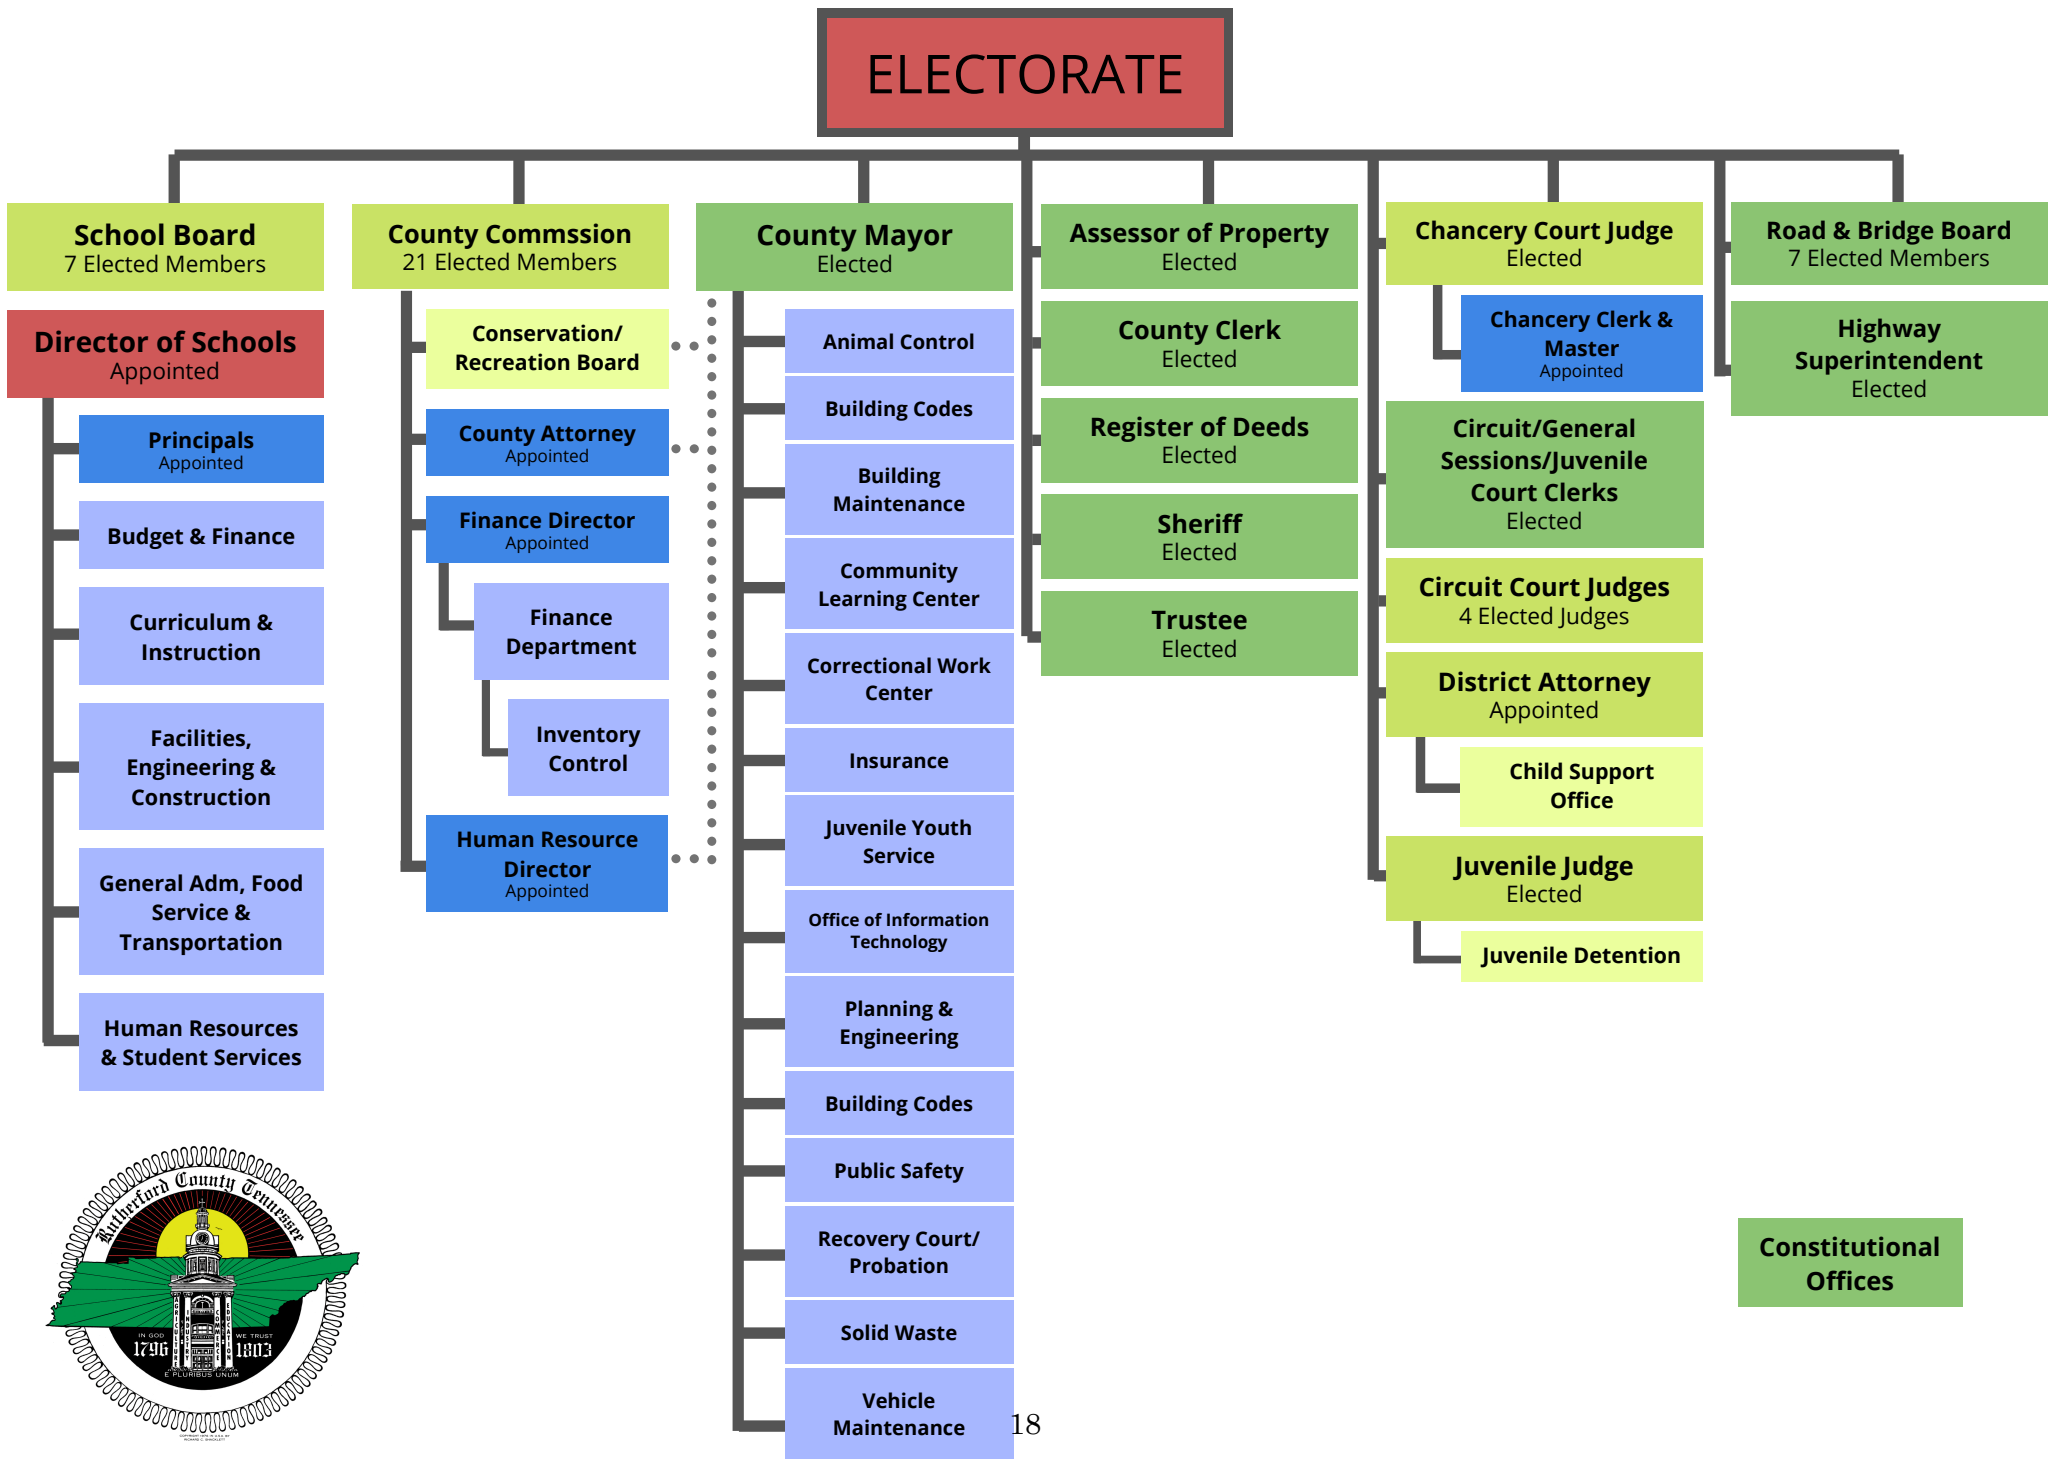 ELECTORATE
School Board
7 Elected Members
Director of Schools
Appointed
Principals
Appointed
Budget & Finance
Curriculum &
Instruction
Facilities,
Engineering &
Construction
General Adm, Food
Service &
Transportation
Human Resources
& Student Services
County Commssion
21 Elected Members
Conservation/
Recreation Board
County Attorney
Appointed
Finance Director
Appointed
Finance
Department
Inventory
Control
Human Resource
Director
Appointed
County Mayor
Elected
Animal Control
Building Codes
Building
Maintenance
Community
Learning Center
Correctional Work
Center
Insurance
Juvenile Youth
Service
Office of Information
Technology
Planning &
Engineering
Building Codes
Public Safety
Recovery Court/
Probation
Solid Waste
Vehicle
Maintenance
Assessor of Property
Elected
County Clerk
Elected
Register of Deeds
Elected
Sheriff
Elected
Trustee
Elected
Chancery Court Judge
Elected
Chancery Clerk &
Master
Appointed
Circuit/General
Sessions/Juvenile
Court Clerks
Elected
Circuit Court Judges
4 Elected Judges
District Attorney
Appointed
Child Support
Office
Juvenile Judge
Elected
Juvenile Detention
Road & Bridge Board
7 Elected Members
Highway
Superintendent
Elected
Constitutional
Offices
Rutherford County Tennessee
AGRICULTURE
INDUSTRY
COMMERCE
EDUCATION
IN GOD WE TRUST
1796 1803
E PLURIBUS UNUM
18